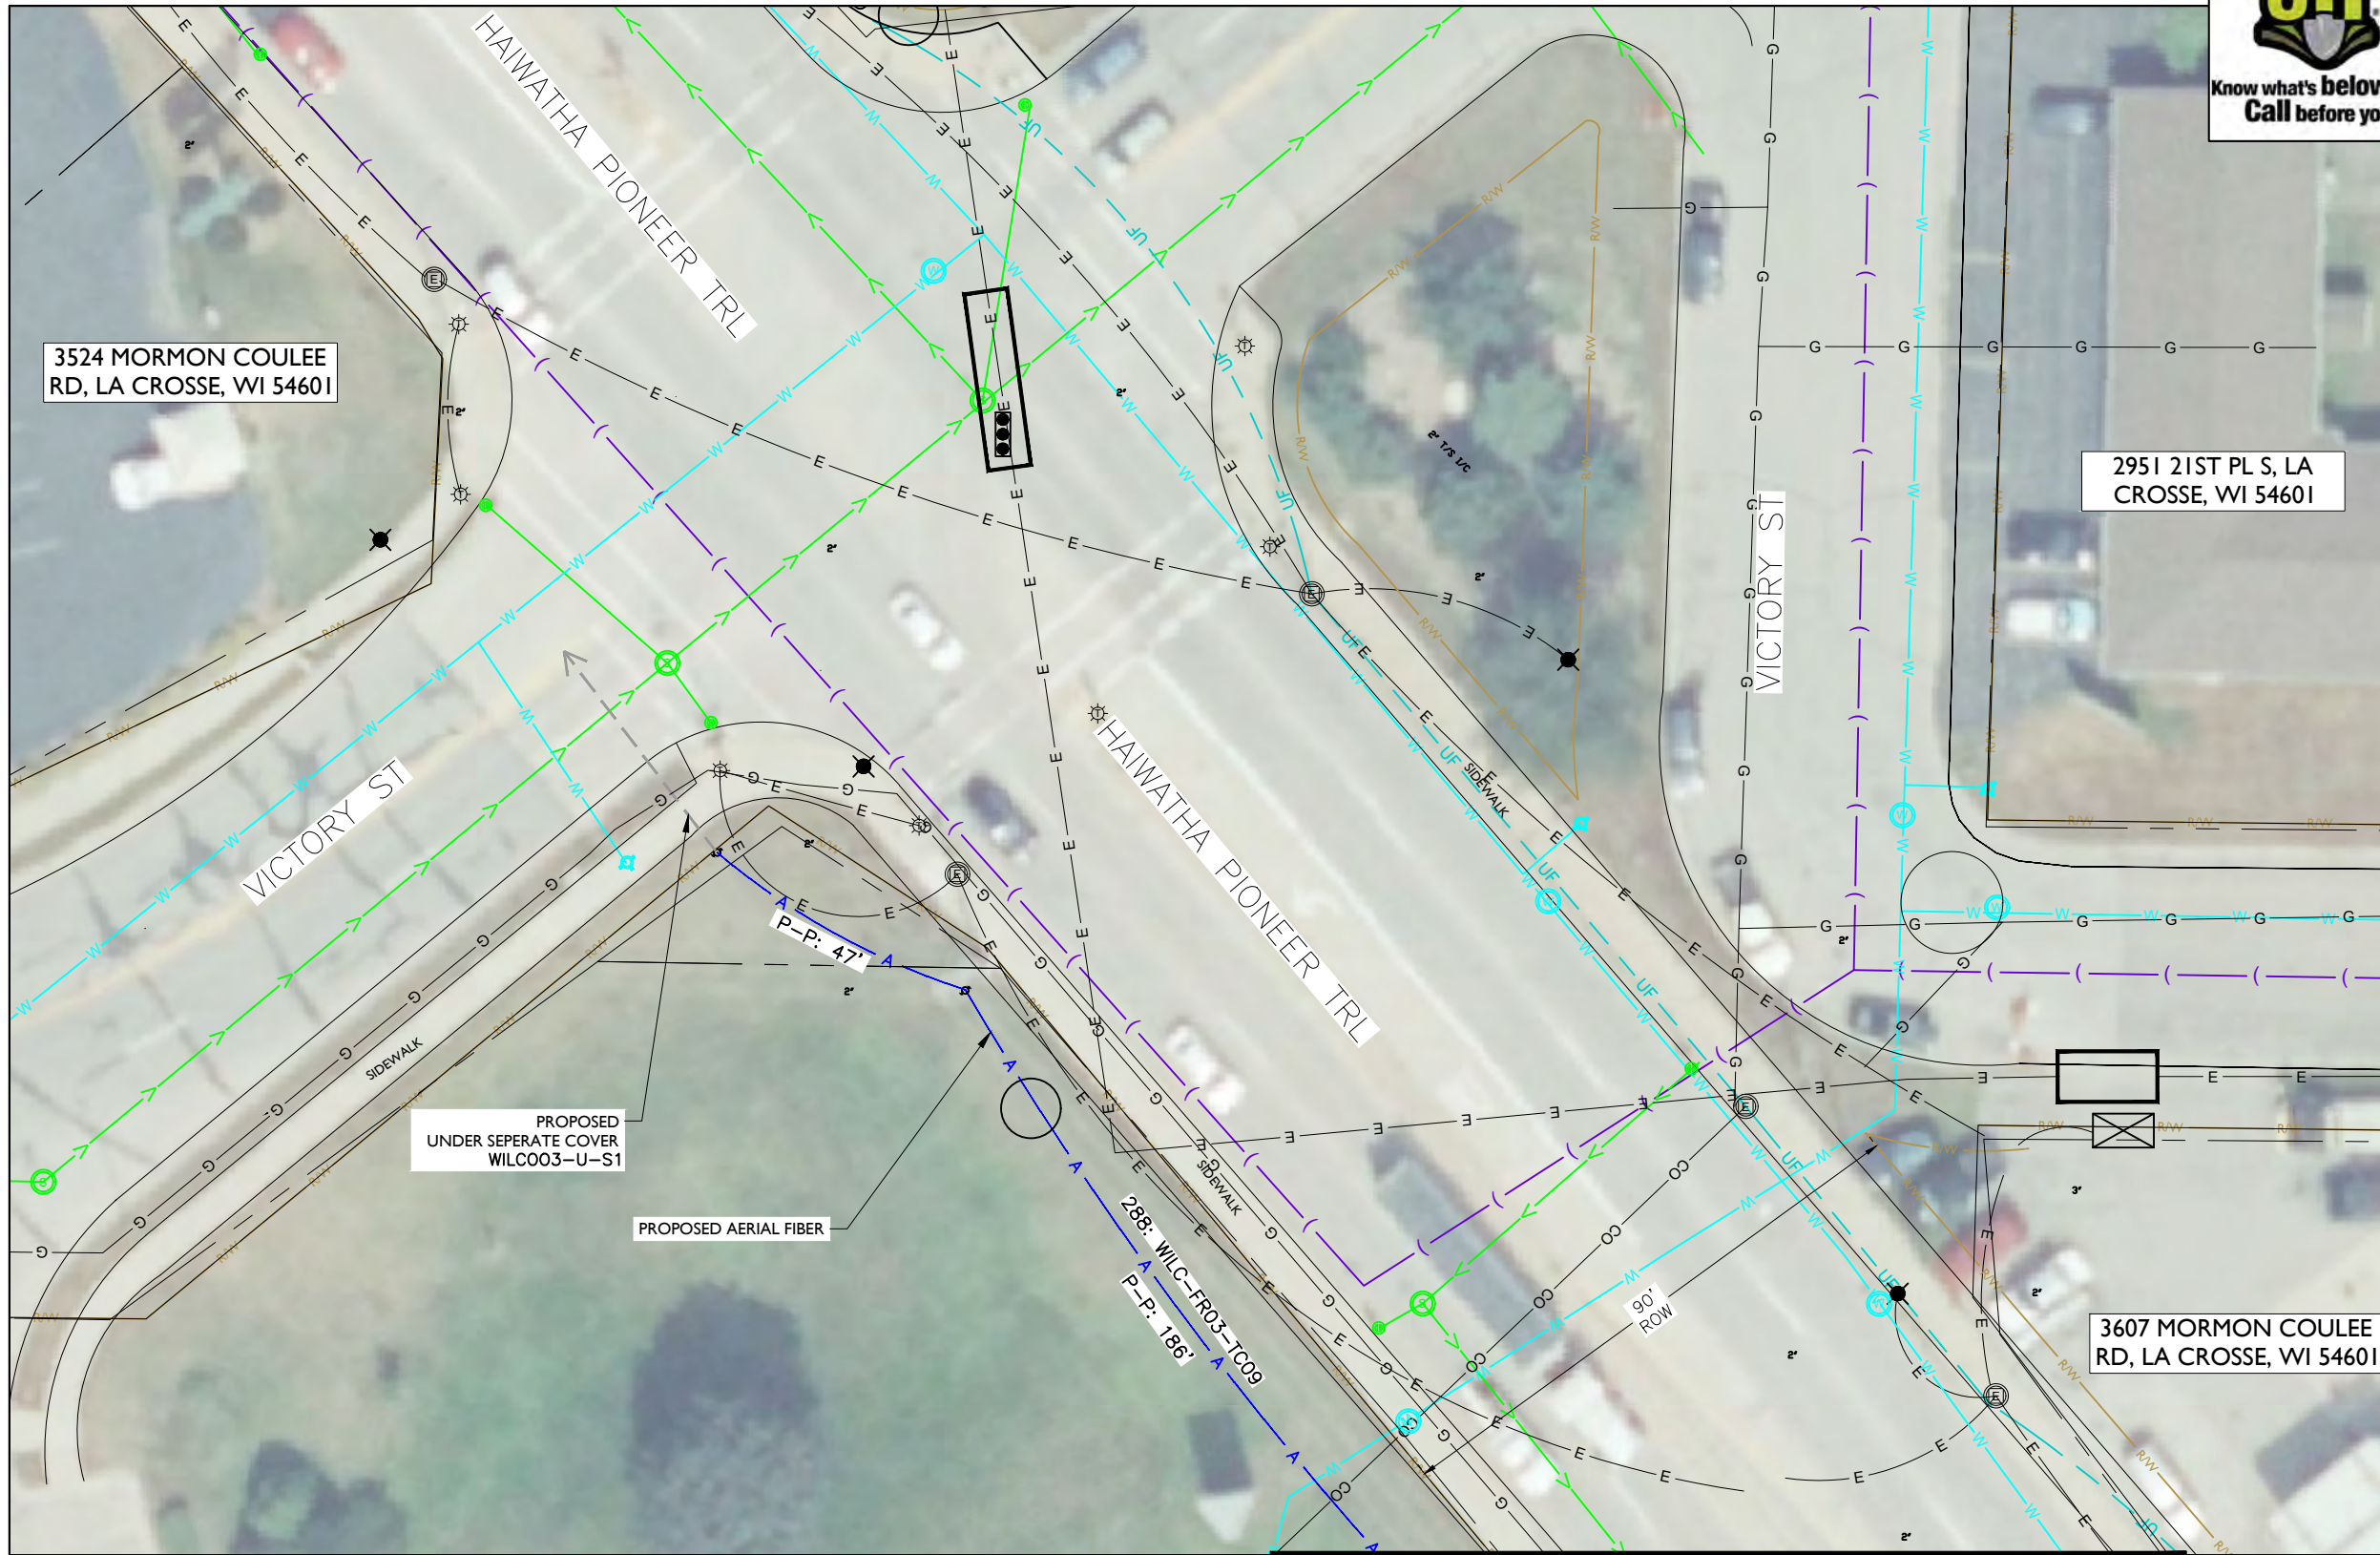 Know what's below
Call before yo
HAIWATHA PIONEER TRL
3524 MORMON COULEE
RD, LA CROSSE, WI 54601
2951 21ST PL S, LA
CROSSE, WI 54601
VICTORY ST
2' T/S I/C
VICTORY ST
HAIWATHA PIONEER TRL
SIDEWALK
P-P: 47'
SIDEWALK
PROPOSED
UNDER SEPERATE COVER
WILC003-U-S1
PROPOSED AERIAL FIBER
SIDEWALK
288: WILC-FR03-TC09
P-P: 186'
90'
ROW
3607 MORMON COULEE
RD, LA CROSSE, WI 54601